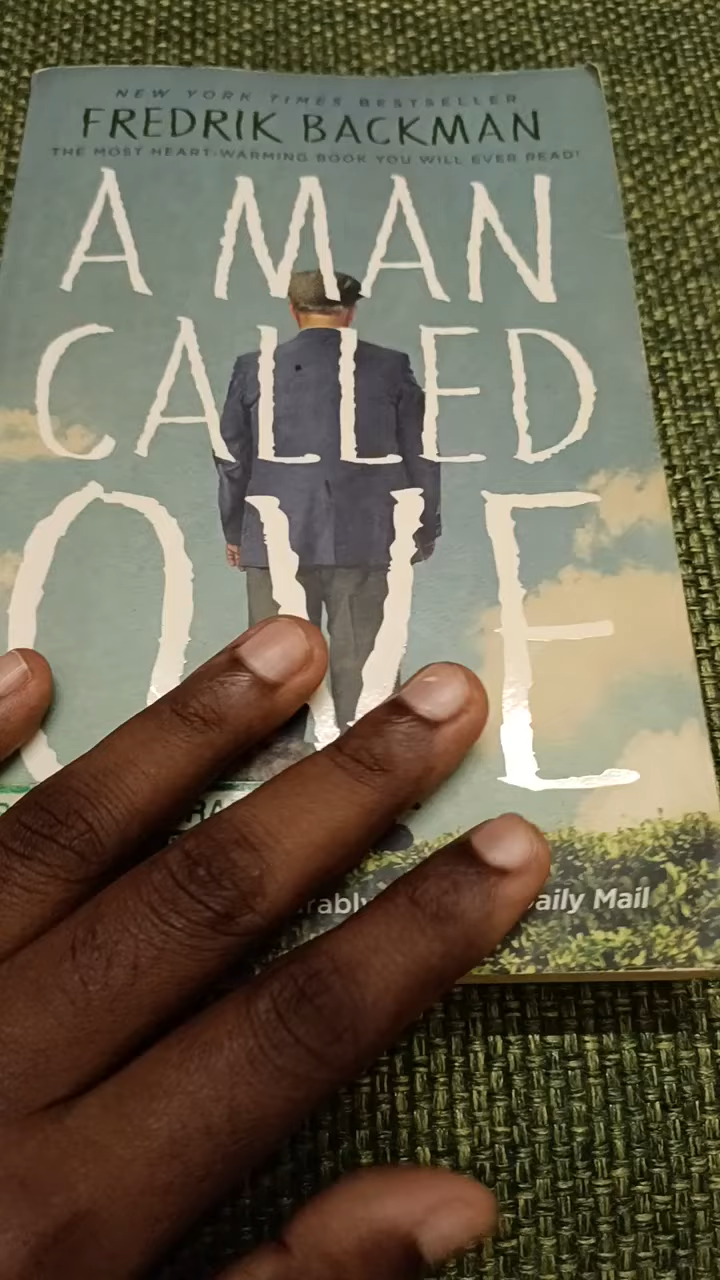 NEW YORK TIMES BESTSELLER
FREDRIK BACKMAN
THE MOST HEART-WARMING BOOK YOU WILL EVER READ!
A MAN
CALLED
OVE
Mail